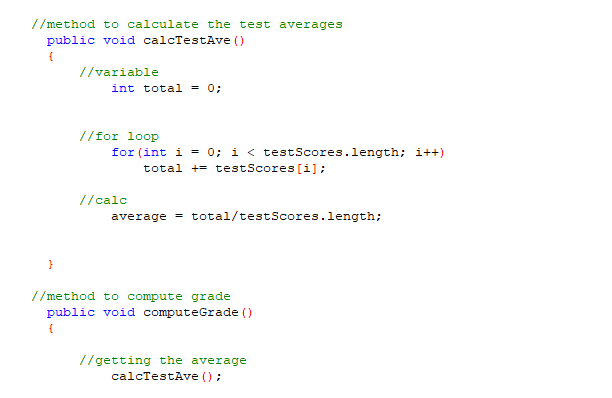 //method to calculate the test averages
public void calcTestAve()
{
//variable
int total = 0;
//for loop
for(int i = 0; i < testScores.length; i++)
total += testScores[i];
//calc
average = total/testScores.length;
}
//method to compute grade
public void computeGrade()
{
//getting the average
calcTestAve();